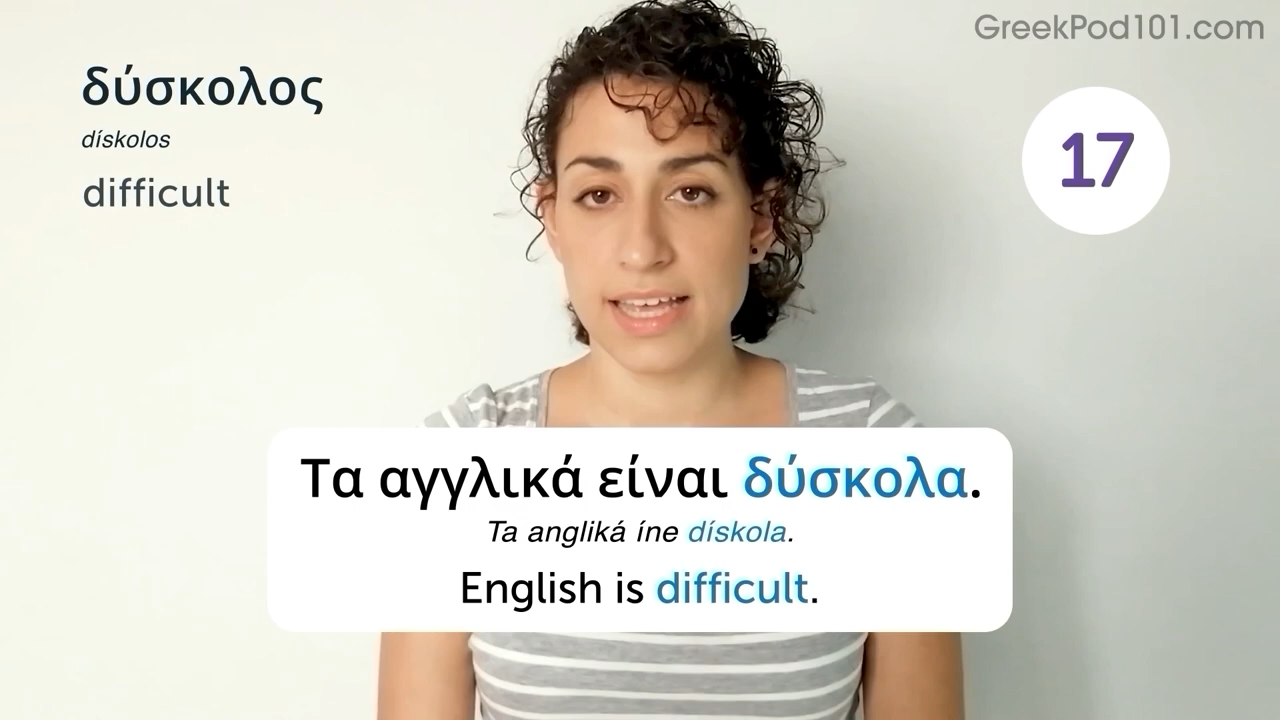 GreekPod101.com
δύσκολος
dískolos
difficult
17
Τα αγγλικά είναι δύσκολα.
Ta angliká íne dískola.
English is difficult.